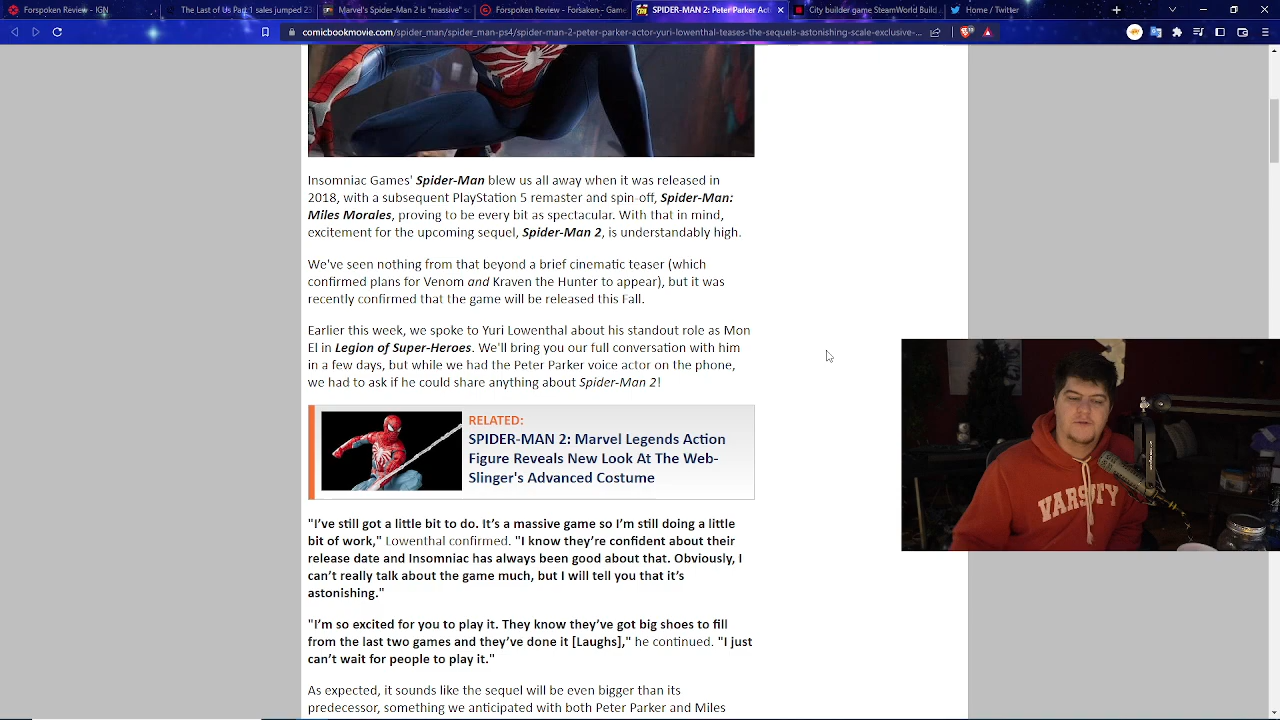 Forspoken Review - IGN
The Last of Us Part 1 sales jumped 23
Marvel's Spider-Man 2 is "massive" s
Forspoken Review: Forsaken - Game
SPIDER-MAN 2: Peter Parker Ac
City builder game SteamWorld Build
Home / Twitter
comicbookmovie.com/spider_man/spider_man-ps4/spider-man-2-peter-parker-actor-yuri-lowenthal-teases-the-sequels-astonishing-scale-exclusive-...
Insomniac Games' Spider-Man blew us all away when it was released in
2018, with a subsequent PlayStation 5 remaster and spin-off, Spider-Man:
Miles Morales, proving to be every bit as spectacular. With that in mind,
excitement for the upcoming sequel, Spider-Man 2, is understandably high.
We've seen nothing from that beyond a brief cinematic teaser (which
confirmed plans for Venom and Kraven the Hunter to appear), but it was
recently confirmed that the game will be released this Fall.
Earlier this week, we spoke to Yuri Lowenthal about his standout role as Mon
El in Legion of Super-Heroes. We'll bring you our full conversation with him
in a few days, but while we had the Peter Parker voice actor on the phone,
we had to ask if he could share anything about Spider-Man 2!
RELATED:
SPIDER-MAN 2: Marvel Legends Action
Figure Reveals New Look At The Web-
Slinger's Advanced Costume
"I've still got a little bit to do. It's a massive game so I'm still doing a little
bit of work," Lowenthal confirmed. "I know they're confident about their
release date and Insomniac has always been good about that. Obviously, I
can't really talk about the game much, but I will tell you that it's
astonishing."
"I'm so excited for you to play it. They know they've got big shoes to fill
from the last two games and they've done it [Laughs]," he continued. "I just
can't wait for people to play it."
As expected, it sounds like the sequel will be even bigger than its
predecessor, something we anticipated with both Peter Parker and Miles
VARSITY